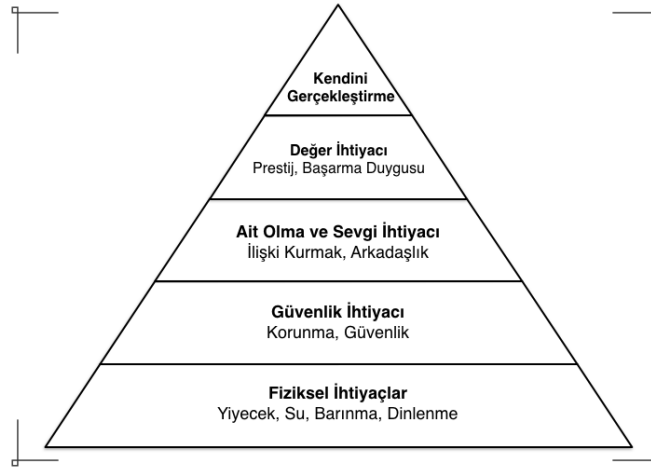 Kendini
Gerçekleştirme
Değer İhtiyacı
Prestij, Başarma Duygusu
Ait Olma ve Sevgi İhtiyacı
İlişki Kurmak, Arkadaşlık
Güvenlik İhtiyacı
Korunma, Güvenlik
Fiziksel İhtiyaçlar
Yiyecek, Su, Barınma, Dinlenme